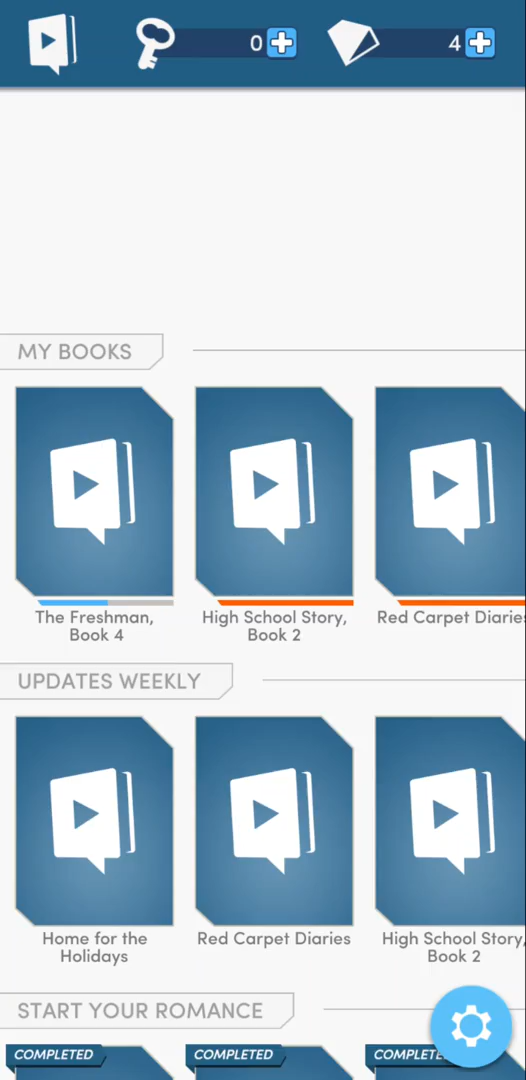 0
4
MY BOOKS
The Freshman,
Book 4
High School Story,
Book 2
Red Carpet Diaries
UPDATES WEEKLY
Home for the
Holidays
Red Carpet Diaries
High School Story,
Book 2
START YOUR ROMANCE
COMPLETED
COMPLETED
COMPLETED